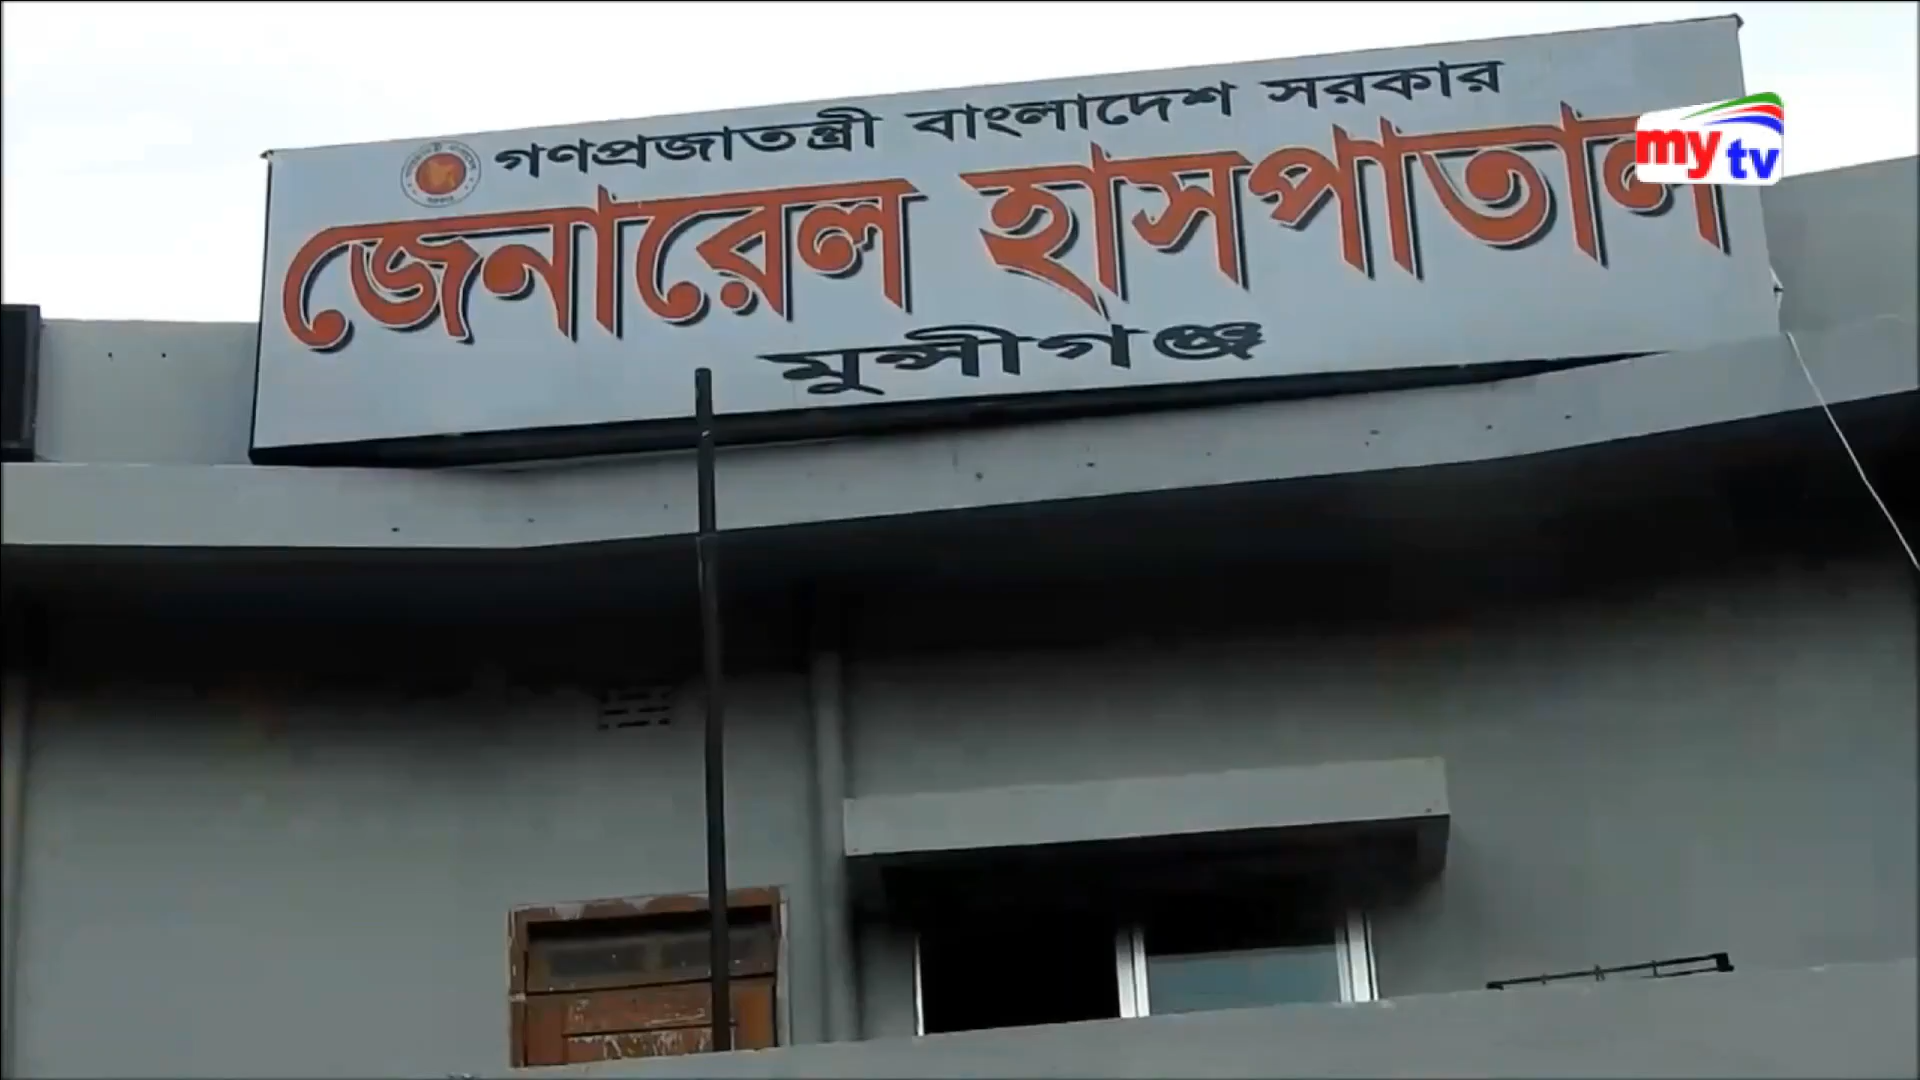 গণপ্রজাতন্ত্রী বাংলাদেশ সরকার
জেনারেল হাসপাতাল
মুন্সীগঞ্জ
my tv